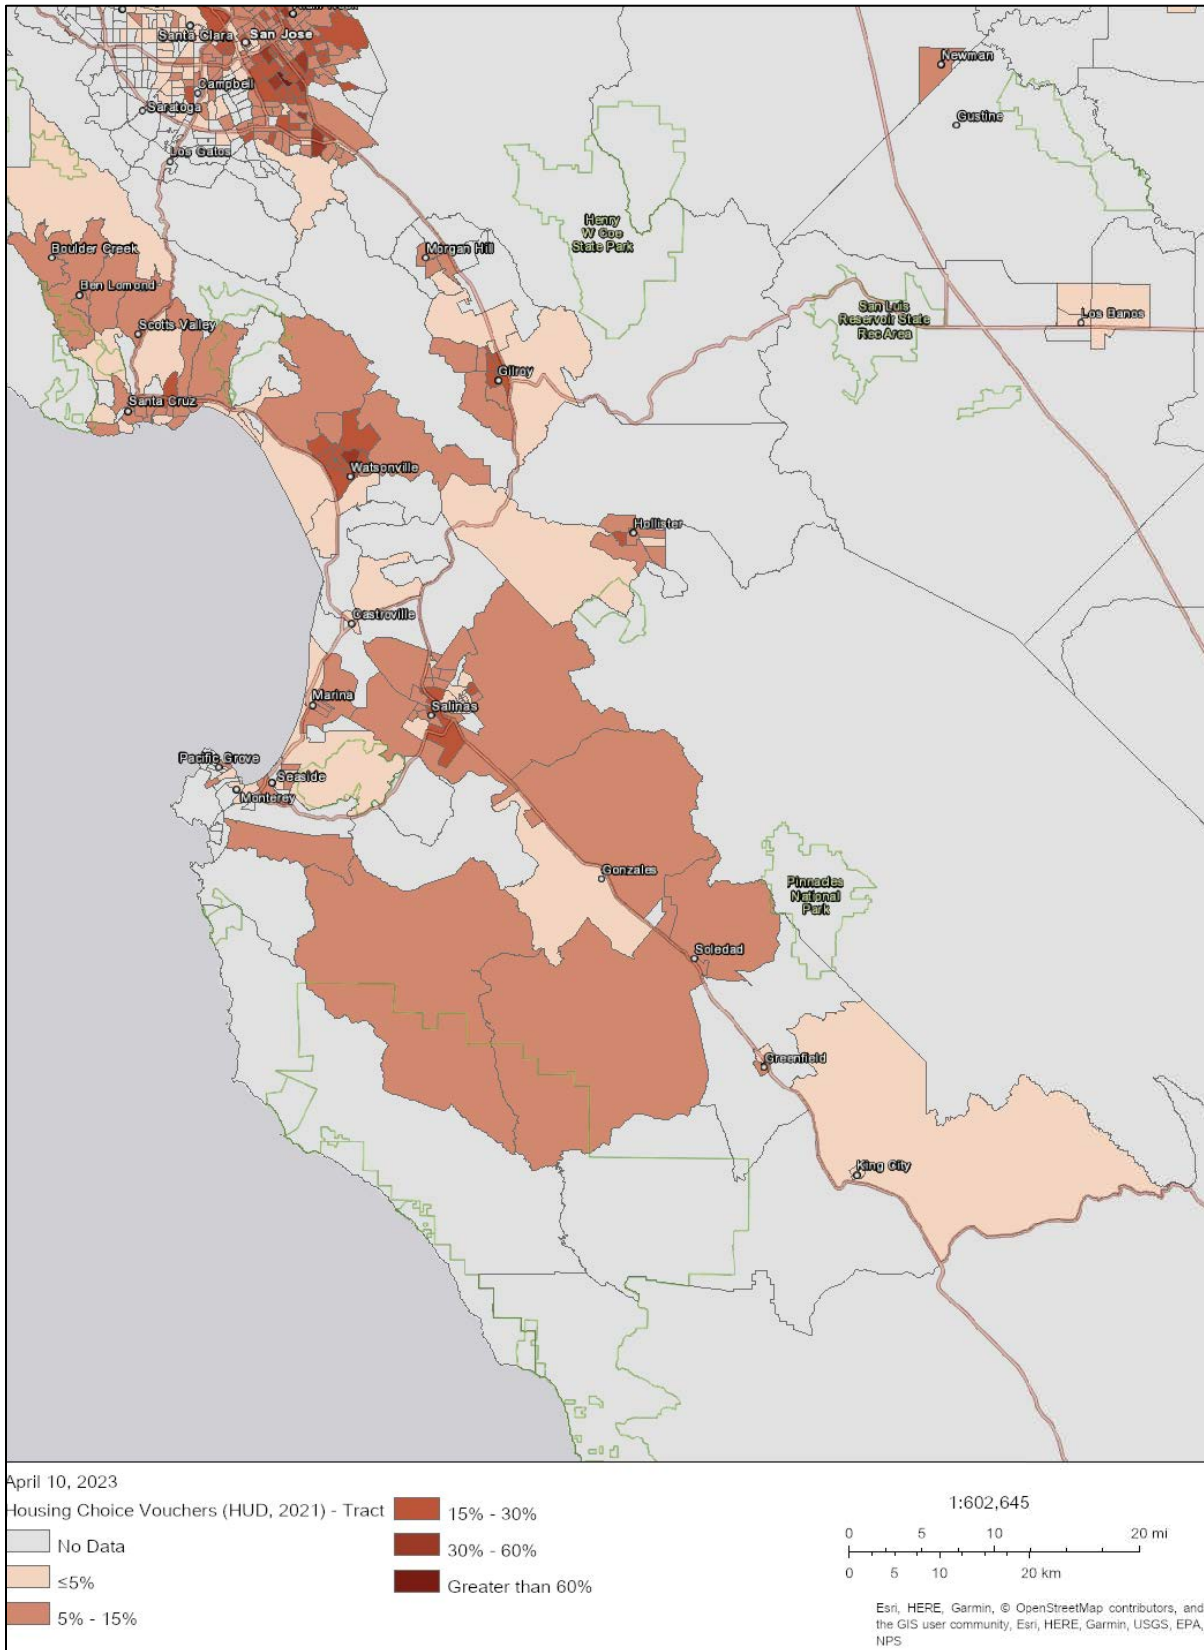 Santa Clara
San Jose
Campbell
Saratoga
Los Gatos
Newman
Gustine
Henry
W Coe
State Park
Morgan Hill
Boulder Creek
Ben Lomond
Scotts Valley
San Luis
Reservoir State
Rec Area
Los Banos
Gilroy
Santa Cruz
Watsonville
Hollister
Castroville
Marina
Salinas
Pacific Grove
Seaside
Monterey
Gonzales
Pinnacles
National
Park
Soledad
Greenfield
King City
April 10, 2023
Housing Choice Vouchers (HUD, 2021) - Tract
No Data
≤5%
5% - 15%
15% - 30%
30% - 60%
Greater than 60%
1:602,645
0 5 10 20 mi
0 5 10 20 km
Esri, HERE, Garmin, © OpenStreetMap contributors, and
the GIS user community, Esri, HERE, Garmin, USGS, EPA,
NPS